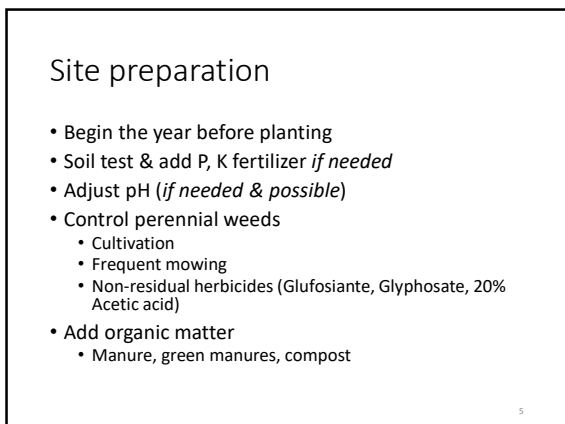 Site preparation
• Begin the year before planting
• Soil test & add P, K fertilizer if needed
• Adjust pH (if needed & possible)
• Control perennial weeds
• Cultivation
• Frequent mowing
• Non-residual herbicides (Glufosiante, Glyphosate, 20%
Acetic acid)
• Add organic matter
• Manure, green manures, compost
5